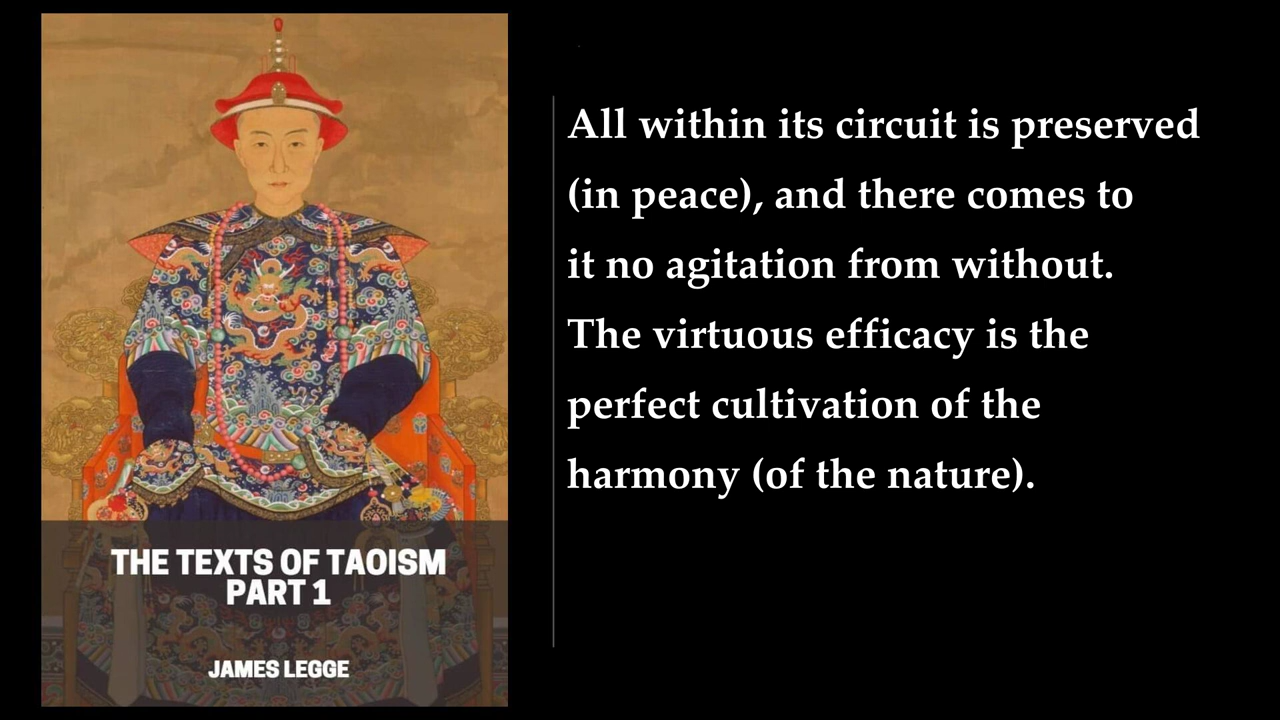 All within its circuit is preserved
(in peace), and there comes to
it no agitation from without.
The virtuous efficacy is the
perfect cultivation of the
harmony (of the nature).
THE TEXTS OF TAOISM
PART 1
JAMES LEGGE